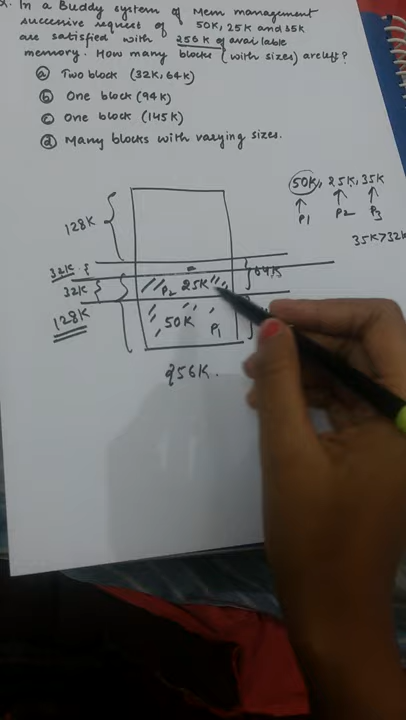 In a Buddy system of Mem management
successive request of 50K, 25K and 35K
are satisfied with 256 K of available
memory. How many blocks (with sizes) are left?
(a) Two block (32K, 64K)
(b) One block (94K)
(c) One block (145K)
(d) Many blocks with varying sizes.
50K, 25K, 35K
P1 P2 P3
35K>32K
128K
32K
64K
32K
P2 25K
128K
50K P1
256K.